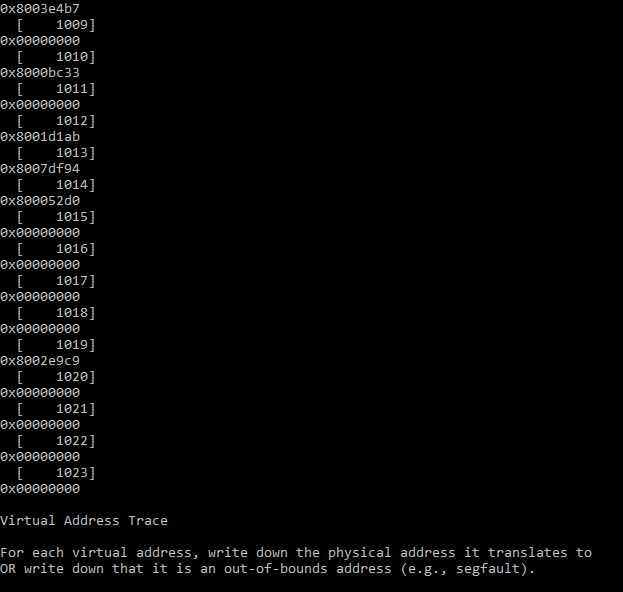 0x8003e4b7
[ 1009]
0x00000000
[ 1010]
0x8000bc33
[ 1011]
0x00000000
[ 1012]
0x8001d1ab
[ 1013]
0x8007df94
[ 1014]
0x800052d0
[ 1015]
0x00000000
[ 1016]
0x00000000
[ 1017]
0x00000000
[ 1018]
0x00000000
[ 1019]
0x8002e9c9
[ 1020]
0x00000000
[ 1021]
0x00000000
[ 1022]
0x00000000
[ 1023]
0x00000000
Virtual Address Trace
For each virtual address, write down the physical address it translates to
OR write down that it is an out-of-bounds address (e.g., segfault).